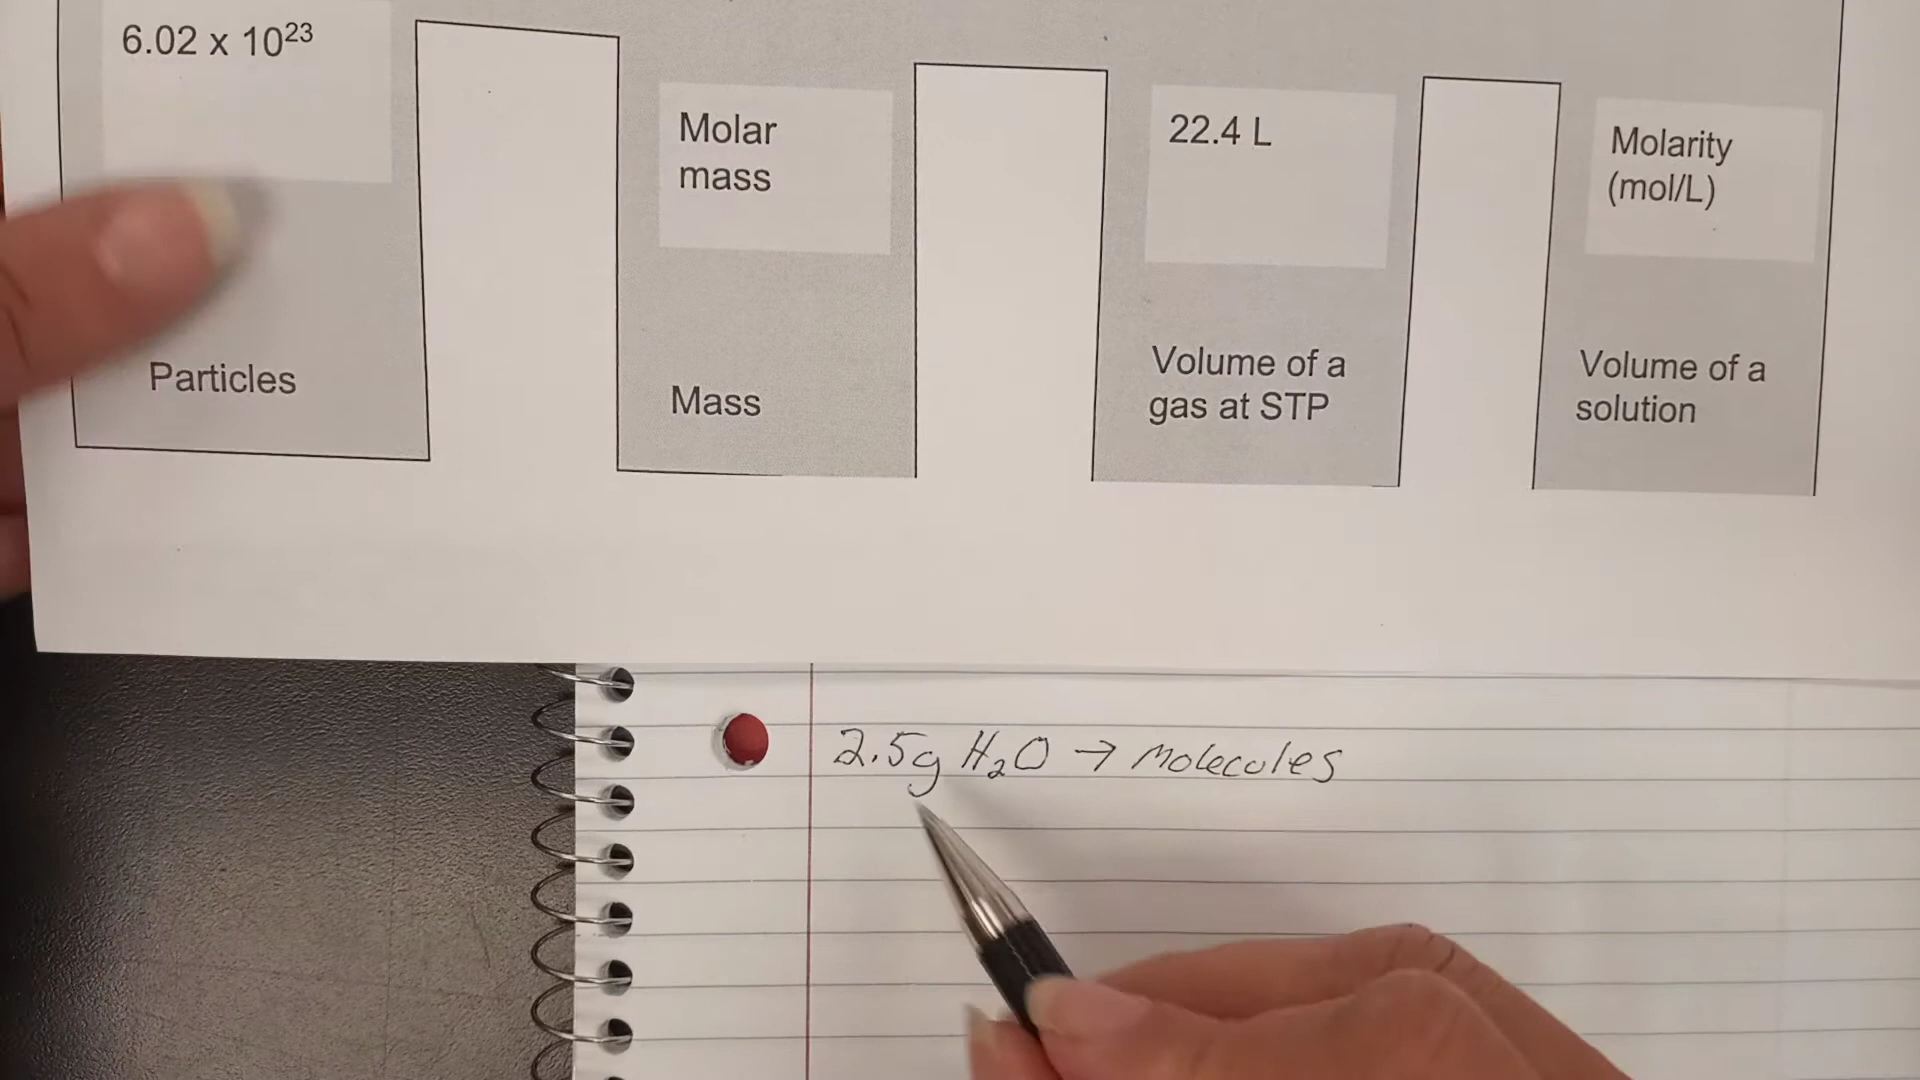 6.02 x 10²³
Molar
mass
22.4 L
Molarity
(mol/L)
Particles
Mass
Volume of a
gas at STP
Volume of a
solution
2.5g H₂O → molecules